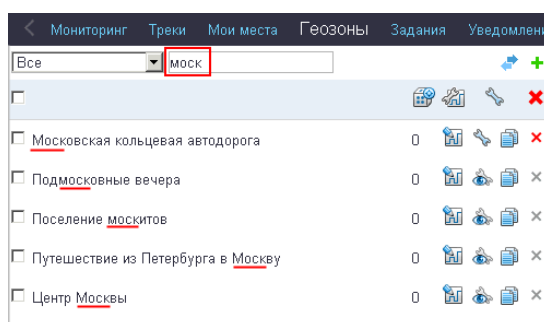 Мониторинг Треки Мои места Геозоны Задания Уведомлени
Все моск
Московская кольцевая автодорога 0
Подмосковные вечера 0
Поселение москитов 0
Путешествие из Петербурга в Москву 0
Центр Москвы 0